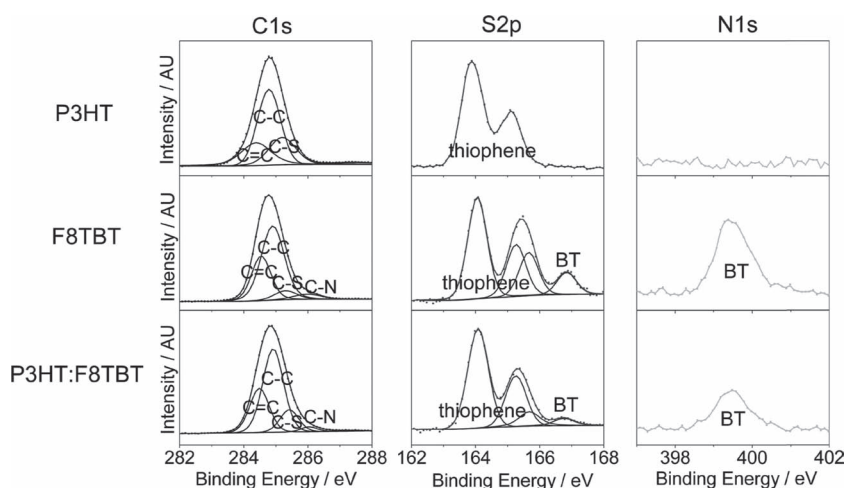 C1s S2p N1s
P3HT
Intensity / AU
C-C
C=C
C-S
thiophene
F8TBT
Intensity / AU
C-C
C=C
C-S
C-N
thiophene
BT
BT
P3HT:F8TBT
Intensity / AU
C-C
C=C
C-S
C-N
thiophene
BT
BT
282 284 286 288 162 164 166 168 398 400 402
Binding Energy / eV Binding Energy / eV Binding Energy / eV